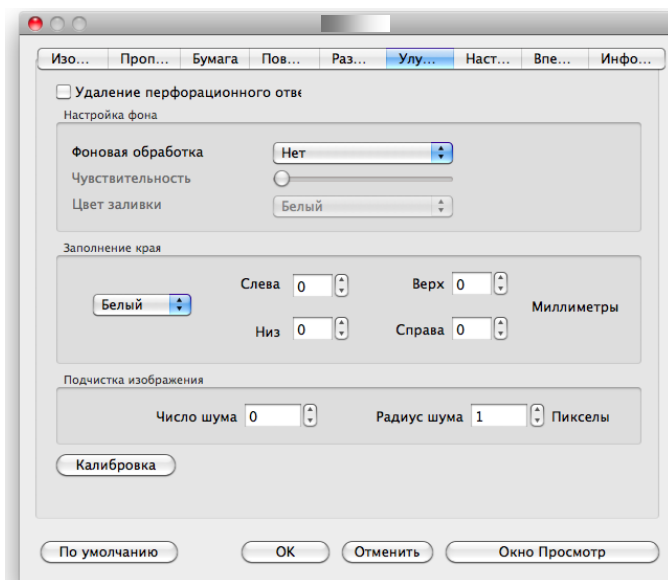 Изо... Проп... Бумага Пов... Раз... Улу... Наст... Впе... Инфо...
Удаление перфорационного отве
Настройка фона
Фоновая обработка Нет
Чувствительность
Цвет заливки Белый
Заполнение края
Белый Слева 0 Верх 0 Миллиметры
Низ 0 Справа 0
Подчистка изображения
Число шума 0 Радиус шума 1 Пикселы
Калибровка
По умолчанию OK Отменить Окно Просмотр